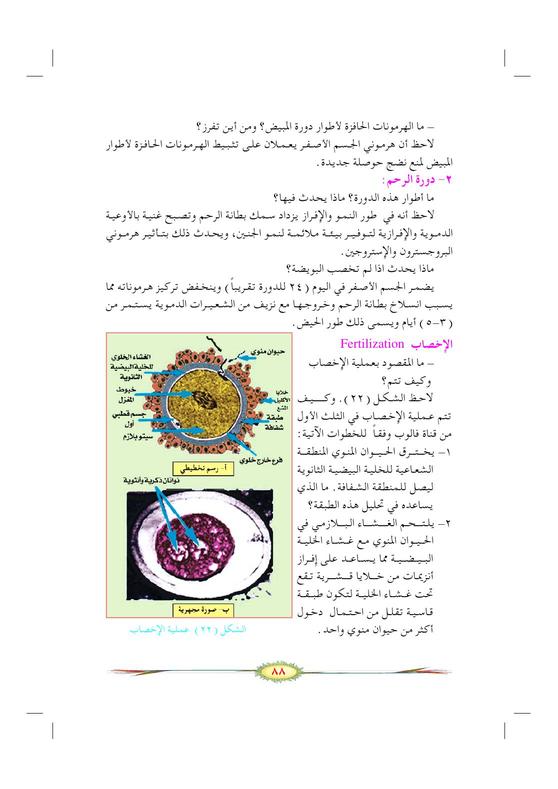 – ما الهرمونات الحافزة لأطوار دورة المبيض؟ ومن أين تفرز؟
لاحظ أن هرموني الجسم الأصفر يعملان على تثبيط الهرمونات الحافزة لأطوار
المبيض لمنع نضج حوصلة جديدة.
٢- دورة الرحم:
ما أطوار هذه الدورة؟ ماذا يحدث فيها؟
لاحظ أنه في طور النمو والإفراز يزداد سمك بطانة الرحم وتصبح غنية بالأوعية
الدموية والإفرازية لتوفير بيئة ملائمة لنمو الجنين، ويحدث ذلك بتأثير هرموني
البروجسترون والإستروجين.
ماذا يحدث اذا لم تخصب البويضة؟
يضمر الجسم الأصفر في اليوم (٢٤ للدورة تقريباً) وينخفض تركيز هرموناته مما
يسبب انسلاخ بطانة الرحم وخروجها مع نزيف من الشعيرات الدموية يستمر من
(٣-٥) أيام ويسمى ذلك طور الحيض.
الإخصاب Fertilization
– ما المقصود بعملية الإخصاب
وكيف تتم؟
لاحظ الشكل (٢٢). وكيف
تتم عملية الإخصاب في الثلث الأول
من قناة فالوب وفقاً للخطوات الآتية:
١- يخترق الحيوان المنوي المنطقة
الشعاعية للخلية البيضية الثانوية
ليصل للمنطقة الشفافة. ما الذي
يساعده في تحليل هذه الطبقة؟
٢- يلتحم الغشاء البلازمي في
الحيوان المنوي مع غشاء الخلية
البيضية مما يساعد على إفراز
أنزيمات من خلايا قشرية تقع
تحت غشاء الخلية لتكون طبقة
قاسية تقلل من احتمال دخول
أكثر من حيوان منوي واحد.
حيوان منوي
الغشاء الخلوي
للخلية البيضية
الثانوية
خيوط
المغزل
جسم قطبي
أول
سيتوبلازم
خلايا
الاكليل
طبقة
شفافة
فرع خارج خلوي
أ- رسم تخطيطي
نواتان ذكرية وأنثوية
ب- صورة مجهرية
الشكل (٢٢) عملية الإخصاب
٨٨